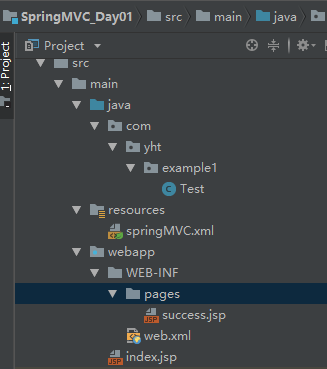 SpringMVC_Day01 src main java
1: Project
Project
src
main
java
com
yht
example1
Test
resources
springMVC.xml
webapp
WEB-INF
pages
success.jsp
web.xml
index.jsp